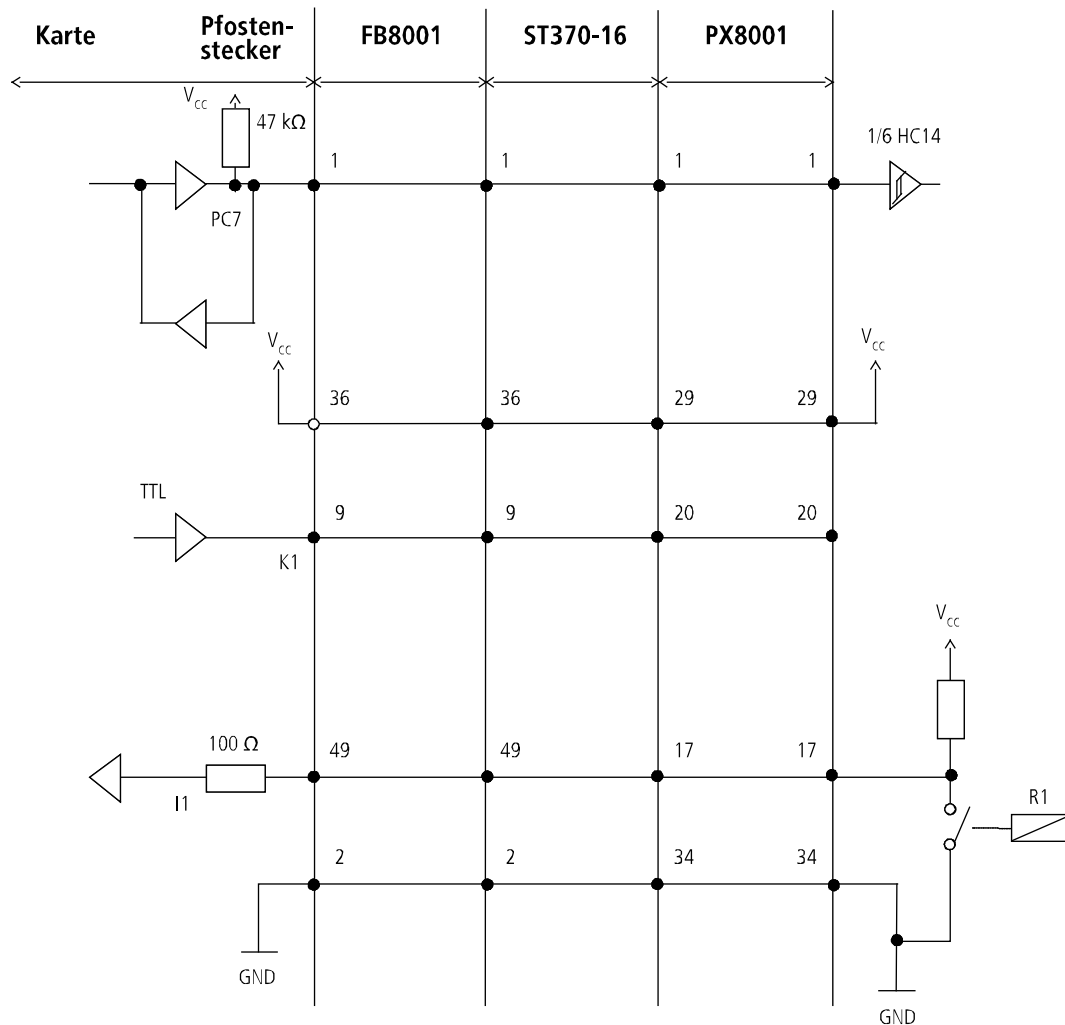 Karte
Pfosten-
stecker
FB8001
ST370-16
PX8001
Vcc
47 kΩ
1/6 HC14
1
1
1
1
PC7
Vcc
Vcc
36
36
29
29
TTL
9
9
20
20
K1
Vcc
100 Ω
49
49
17
17
I1
R1
2
2
34
34
GND
GND